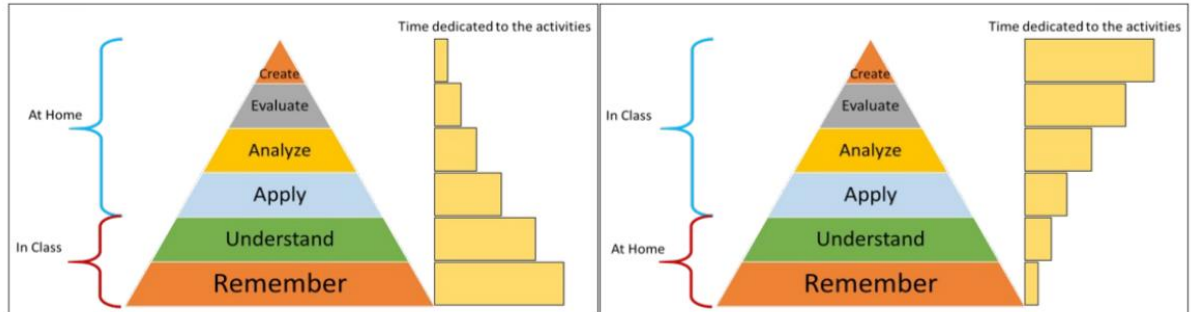 Time dedicated to the activities
Create
Evaluate
At Home
Analyze
Apply
Understand
In Class
Remember
Time dedicated to the activities
Create
Evaluate
In Class
Analyze
Apply
Understand
At Home
Remember